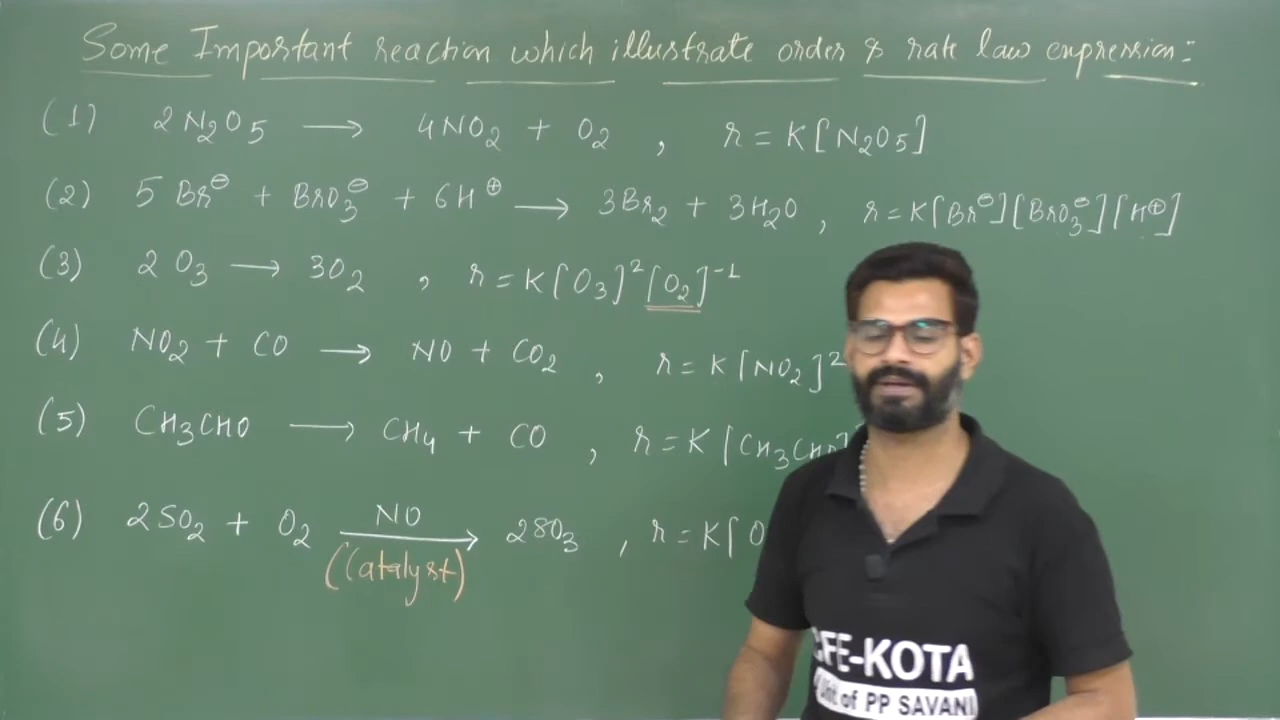 Some Important reaction which illustrate order & rate law expression:
(1) 2N₂O₅ → 4NO₂ + O₂ , r = K[N₂O₅]
(2) 5Br⊖ + BrO₃⊖ + 6H⊕ → 3Br₂ + 3H₂O , r = K[Br⊖][BrO₃⊖][H⊕]
(3) 2O₃ → 3O₂ , r = K[O₃]²[O₂]⁻¹
(4) NO₂ + CO → NO + CO₂ , r = K[NO₂]²
(5) CH₃CHO → CH₄ + CO , r = K[CH₃CHO]
(6) 2SO₂ + O₂ NO → 2SO₃ , r = K[O
(Catalyst)
CFE-KOTA
Unit of PP SAVANI